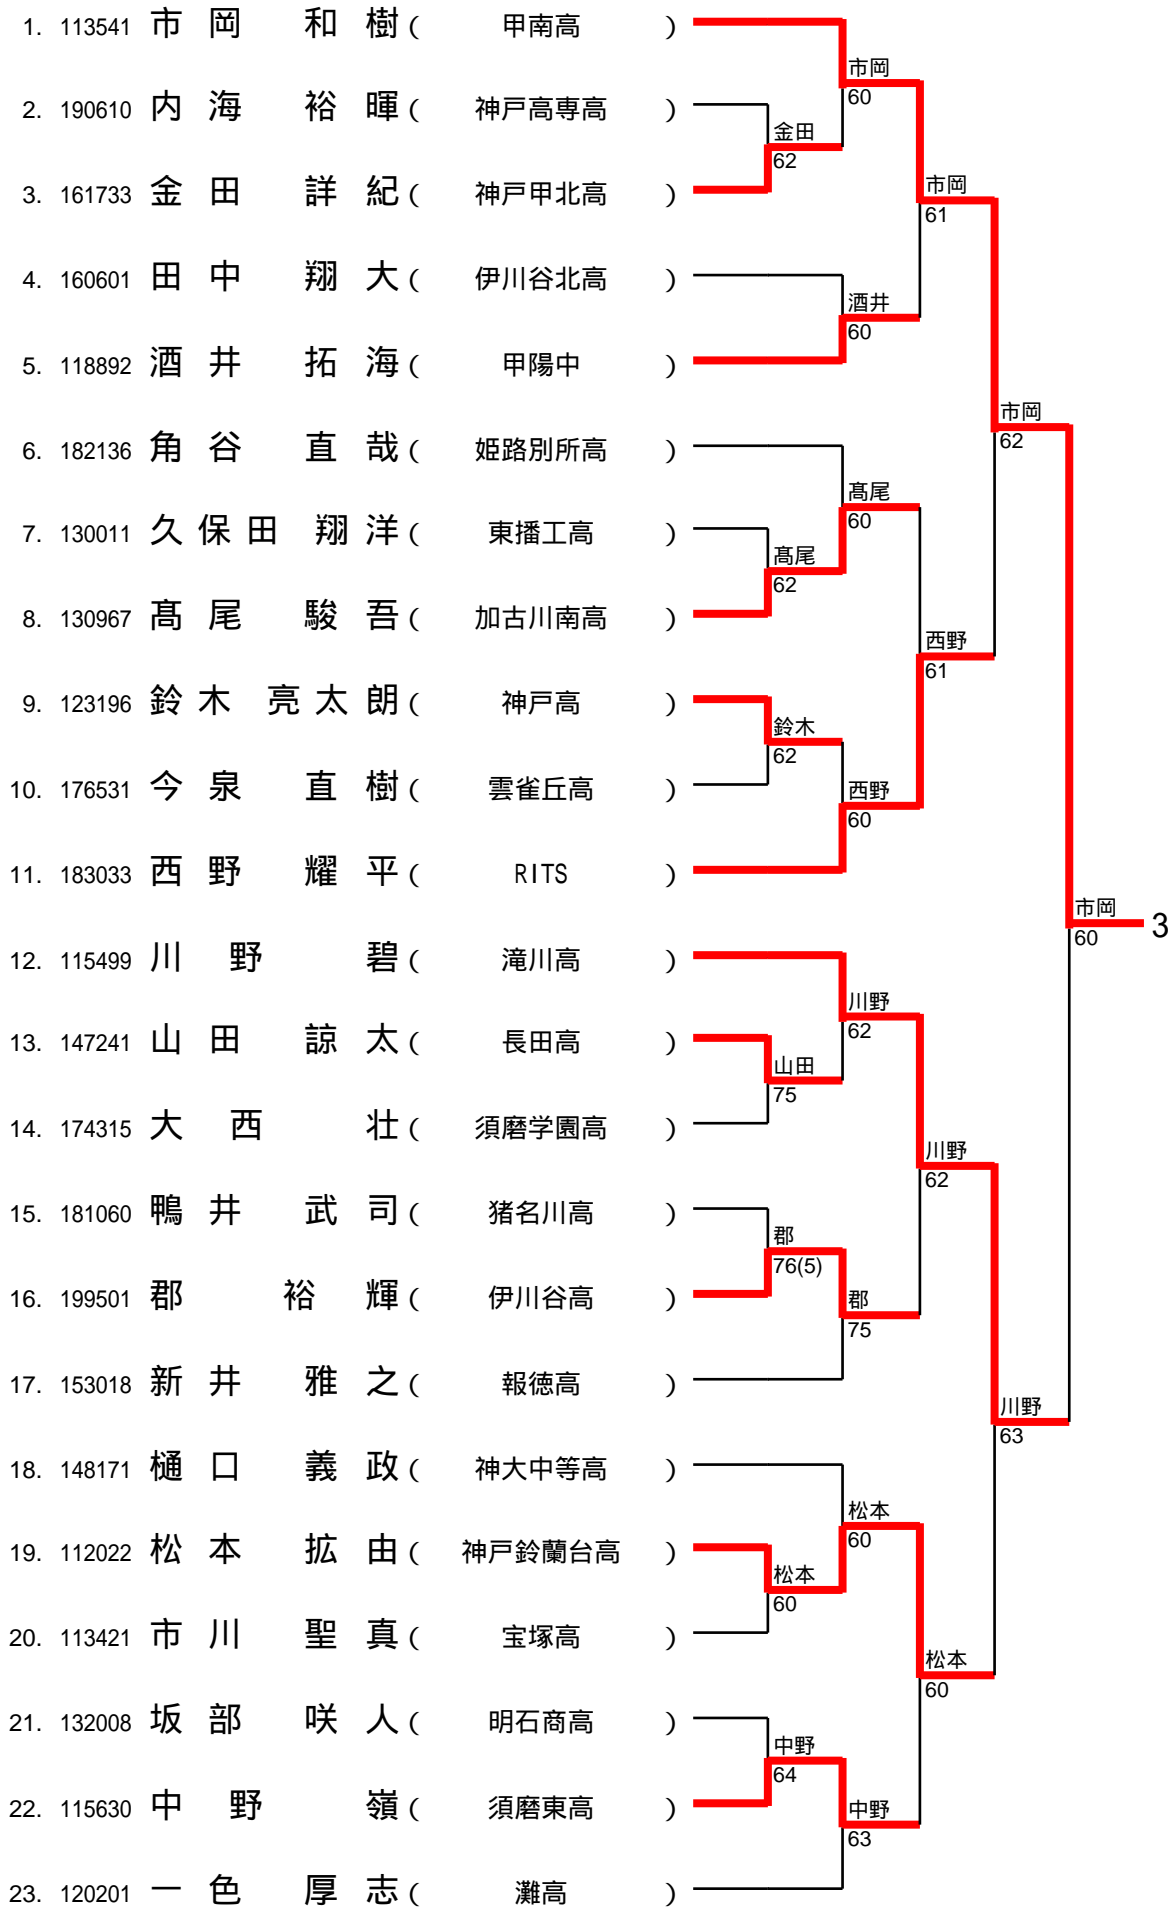 1. 113541 市 岡 和 樹 ( 甲南高 )
市岡
60
2. 190610 内 海 裕 暉 ( 神戸高専高 )
金田
62
3. 161733 金 田 詳 紀 ( 神戸甲北高 )
市岡
61
4. 160601 田 中 翔 大 ( 伊川谷北高 )
酒井
60
5. 118892 酒 井 拓 海 ( 甲陽中 )
市岡
62
6. 182136 角 谷 直 哉 ( 姫路別所高 )
髙尾
60
7. 130011 久 保 田 翔 洋 ( 東播工高 )
髙尾
62
8. 130967 髙 尾 駿 吾 ( 加古川南高 )
西野
61
9. 123196 鈴 木 亮 太 朗 ( 神戸高 )
鈴木
62
10. 176531 今 泉 直 樹 ( 雲雀丘高 )
西野
60
11. 183033 西 野 耀 平 ( RITS )
市岡
60
3
12. 115499 川 野 碧 ( 滝川高 )
川野
62
13. 147241 山 田 諒 太 ( 長田高 )
山田
75
14. 174315 大 西 壮 ( 須磨学園高 )
川野
62
15. 181060 鴨 井 武 司 ( 猪名川高 )
郡
76(5)
16. 199501 郡 裕 輝 ( 伊川谷高 )
郡
75
17. 153018 新 井 雅 之 ( 報徳高 )
川野
63
18. 148171 樋 口 義 政 ( 神大中等高 )
松本
60
19. 112022 松 本 拡 由 ( 神戸鈴蘭台高 )
松本
60
20. 113421 市 川 聖 真 ( 宝塚高 )
松本
60
21. 132008 坂 部 咲 人 ( 明石商高 )
中野
64
22. 115630 中 野 嶺 ( 須磨東高 )
中野
63
23. 120201 一 色 厚 志 ( 灘高 )